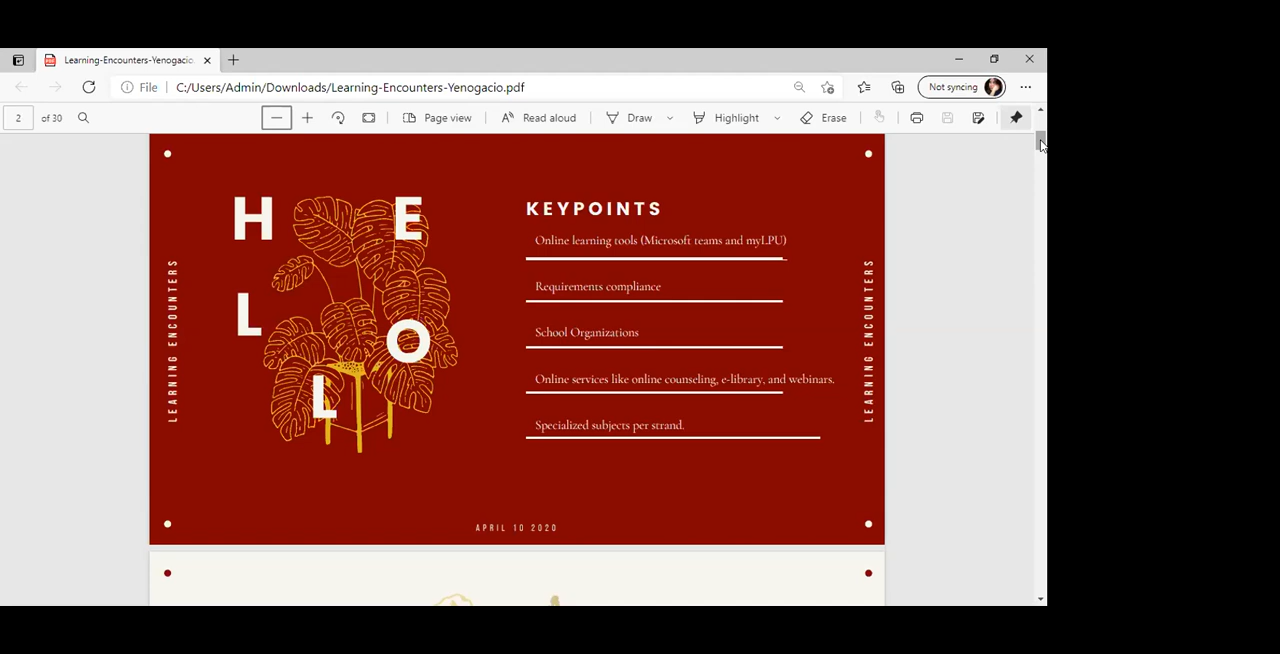 Learning-Encounters-Yenogacio.
File
C:/Users/Admin/Downloads/Learning-Encounters-Yenogacio.pdf
Not syncing
2
of 30
Page view
Read aloud
Draw
Highlight
Erase
H E
L
O
L
LEARNING ENCOUNTERS
KEYPOINTS
Online learning tools (Microsoft teams and myLPU)
Requirements compliance
School Organizations
Online services like online counseling, e-library, and webinars.
Specialized subjects per strand.
LEARNING ENCOUNTERS
APRIL 10 2020